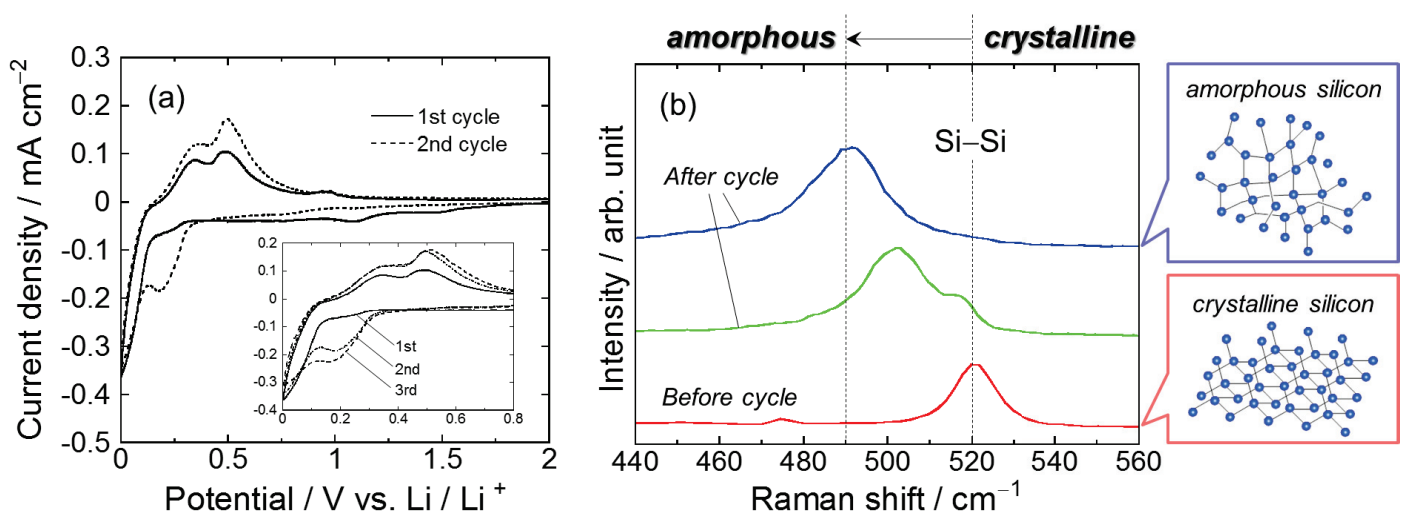 (a)
1st cycle
2nd cycle
0.3
0.2
0.1
0
-0.1
-0.2
-0.3
-0.4
-0.5
Current density / mA cm−2
0
0.5
1
1.5
2
Potential / V vs. Li / Li +
0.2
0.1
0
-0.1
-0.2
-0.3
-0.4
1st
2nd
3rd
0
0.2
0.4
0.6
0.8
amorphous
crystalline
(b)
Si–Si
After cycle
Before cycle
Intensity / arb. unit
440
460
480
500
520
540
560
Raman shift / cm−1
amorphous silicon
crystalline silicon